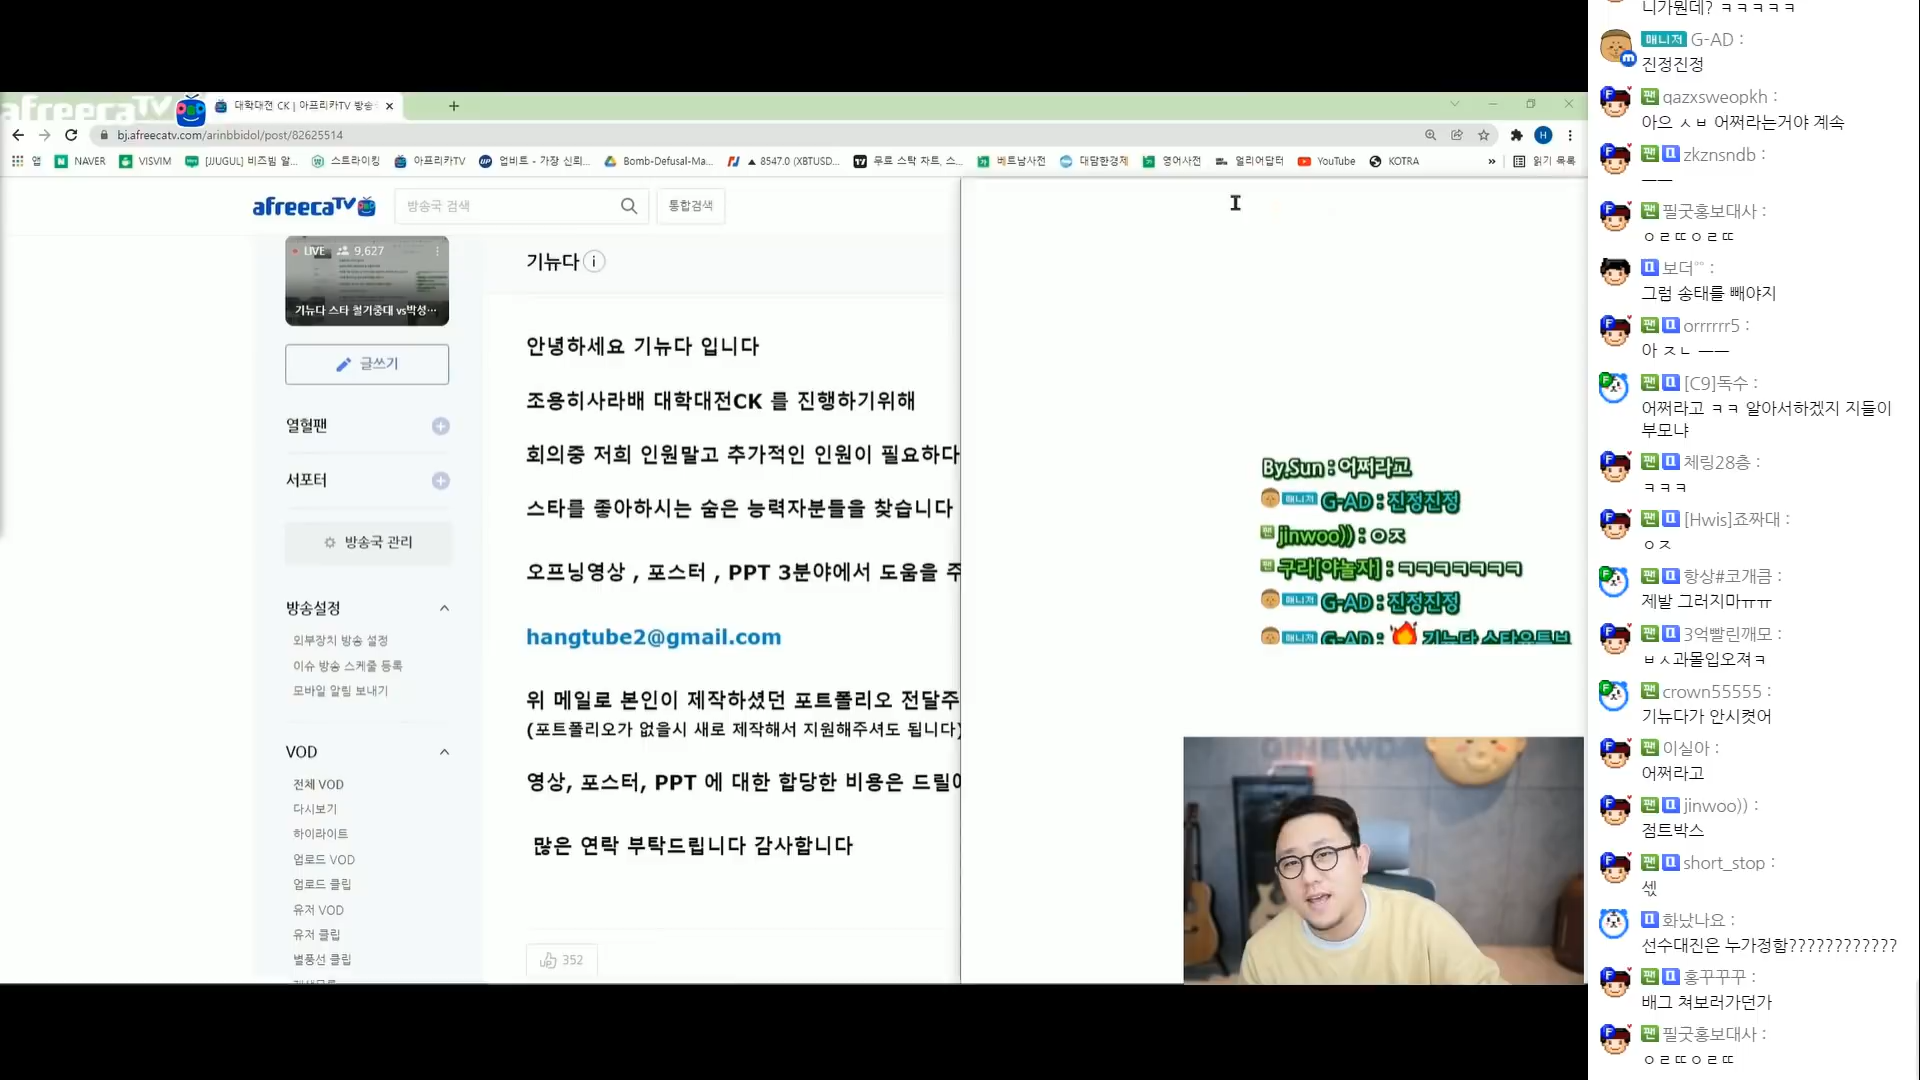 afreecaTV
대학대전 CK | 아프리카TV 방송
bj.afreecatv.com/arinbbidol/post/82625514
앱
NAVER
VISVIM
[JJUGUL] 비즈빔 알...
스트라이킹
아프리카TV
업비트 - 가장 신뢰...
Bomb-Defusal-Ma...
▲ 8547.0 (XBTUSD...
무료 스탁 차트, 스...
베트남사전
대담한경제
영어사전
얼리어답터
YouTube
KOTRA
»
읽기 목록
afreecaTV
방송국 검색
통합검색
LIVE 9,627
기뉴다 스타 철기중대 vs박성...
글쓰기
열혈팬
서포터
방송국 관리
방송설정
외부장치 방송 설정
이슈 방송 스케줄 등록
모바일 알림 보내기
VOD
전체 VOD
다시보기
하이라이트
업로드 VOD
업로드 클립
유저 VOD
유저 클립
별풍선 클립
기뉴다
안녕하세요 기뉴다 입니다
조용히사라배 대학대전CK 를 진행하기위해
회의중 저희 인원말고 추가적인 인원이 필요하다
스타를 좋아하시는 숨은 능력자분들을 찾습니다
오프닝영상 , 포스터 , PPT 3분야에서 도움을 주
hangtube2@gmail.com
위 메일로 본인이 제작하셨던 포트폴리오 전달주
(포트폴리오가 없을시 새로 제작해서 지원해주셔도 됩니다)
영상, 포스터, PPT 에 대한 합당한 비용은 드릴
많은 연락 부탁드립니다 감사합니다
up 352
By.Sun : 어쩌라고
매니저 G-AD : 진정진정
팬 jinwoo)) : ㅇㅈ
팬 구라[야놀자] : ㅋㅋㅋㅋㅋㅋㅋ
매니저 G-AD : 진정진정
매니저 G-AD : 기뉴다 스타유튜브
니가뭔데? ㅋㅋㅋㅋㅋ
매니저 G-AD :
진정진정
팬 qazxsweopkh :
아으 ㅅㅂ 어쩌라는거야 계속
팬 zkznsndb :
ㅡㅡ
팬 필굿홍보대사 :
ㅇㄹㄸㅇㄹㄸ
보더°° :
그럼 송태를 빼야지
팬 orrrrrr5 :
아 ㅈㄴ ㅡㅡ
팬 [C9]독수 :
어쩌라고 ㅋㅋ 알아서하겠지 지들이
부모냐
팬 체링28층 :
ㅋㅋㅋ
팬 [Hwis]죠짜대 :
ㅇㅈ
팬 항상#코개큼 :
제발 그러지마ㅠㅠ
팬 3억빨린깨모 :
ㅂㅅ과몰입오져ㅋ
팬 crown55555 :
기뉴다가 안시켯어
팬 이실아 :
어쩌라고
팬 jinwoo)) :
점트박스
팬 short_stop :
셌
화났나요 :
선수대진은 누가정함????????????
팬 홍꾸꾸꾸 :
배그 쳐보러가던가
팬 필굿홍보대사 :
ㅇㄹㄸㅇㄹㄸ